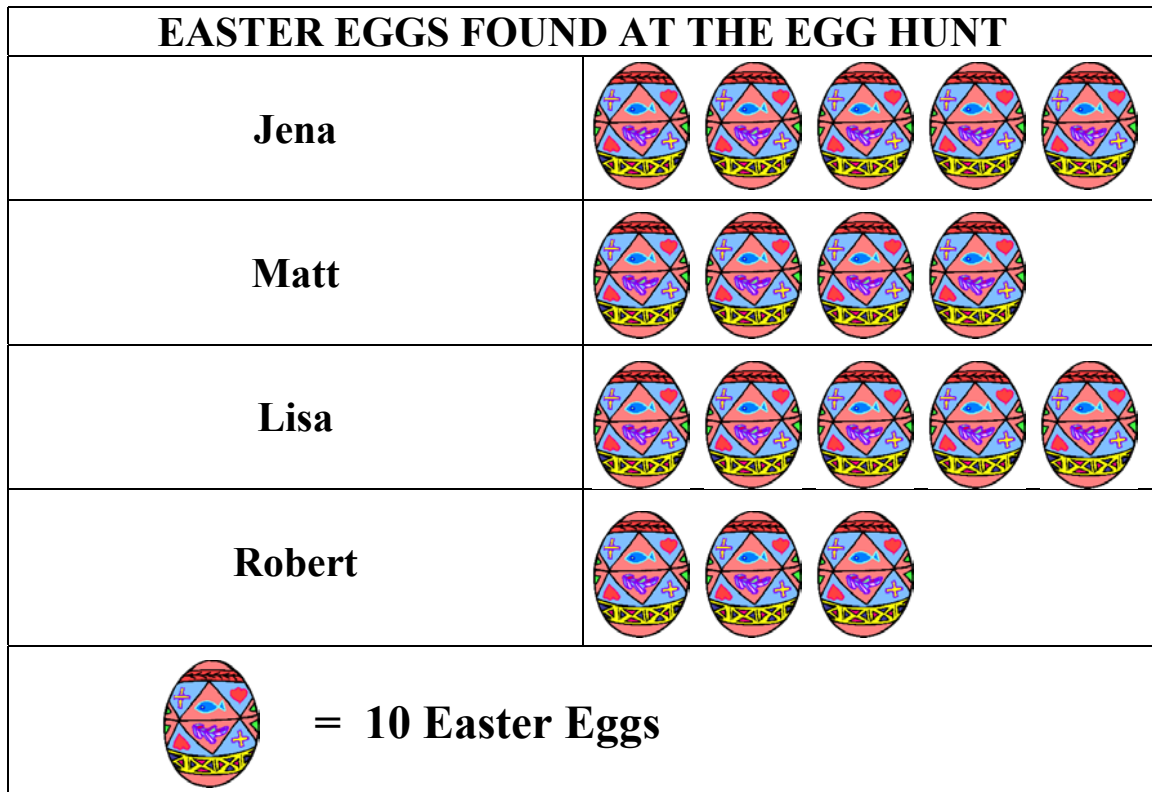 EASTER EGGS FOUND AT THE EGG HUNT
Jena
Matt
Lisa
Robert
= 10 Easter Eggs